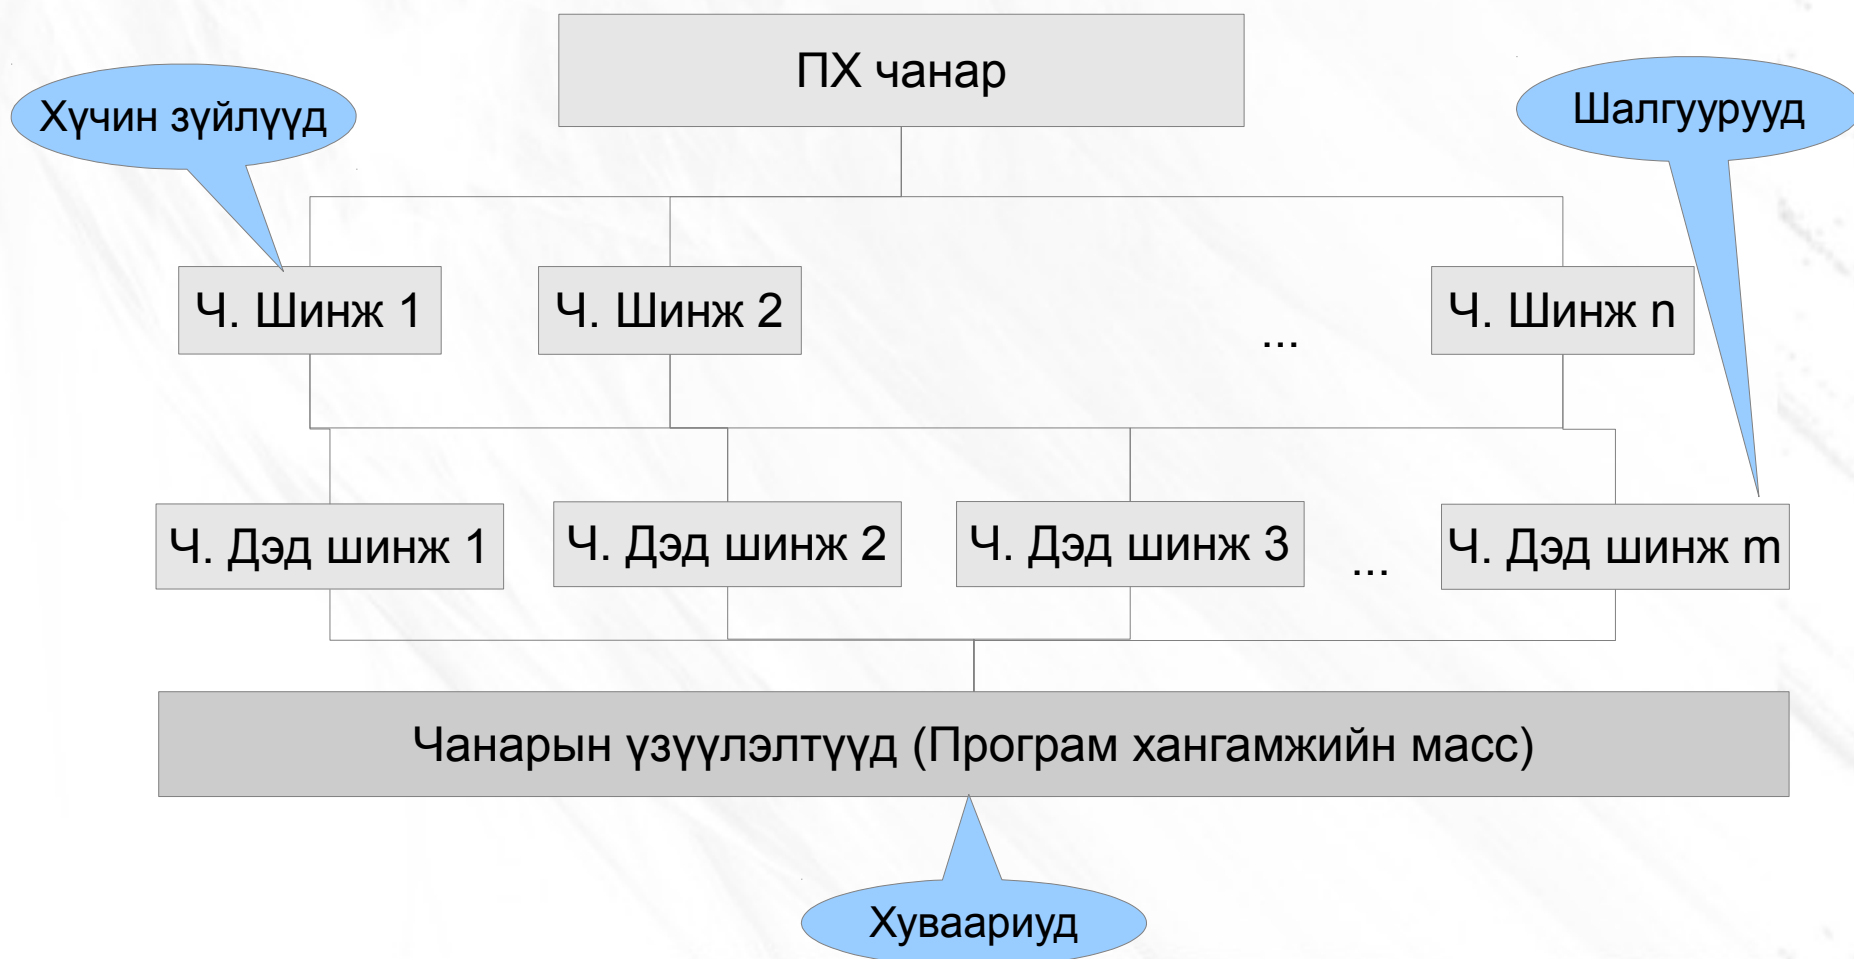 ПХ чанар
Хүчин зүйлүүд
Шалгуурууд
Ч. Шинж 1
Ч. Шинж 2
...
Ч. Шинж n
Ч. Дэд шинж 1
Ч. Дэд шинж 2
Ч. Дэд шинж 3
...
Ч. Дэд шинж m
Чанарын үзүүлэлтүүд (Програм хангамжийн масс)
Хуваариуд